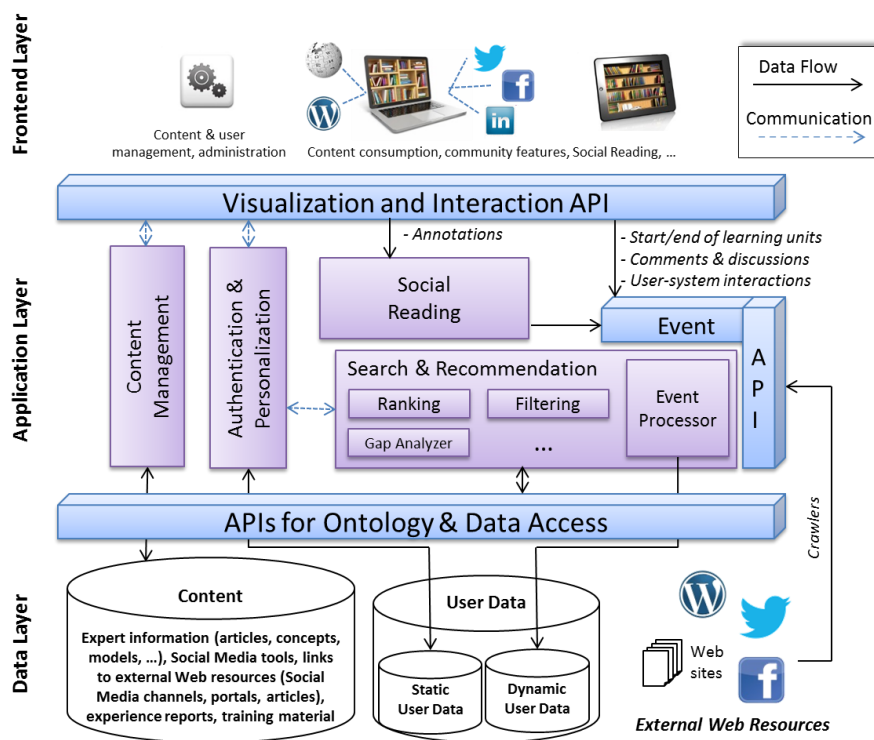 Frontend Layer
Content & user
management, administration
Content consumption, community features, Social Reading, ...
W
f
in
Data Flow
Communication
Visualization and Interaction API
Application Layer
Content
Management
Authentication &
Personalization
- Annotations
- Start/end of learning units
- Comments & discussions
- User-system interactions
Social
Reading
Event
API
Search & Recommendation
Ranking
Filtering
Gap Analyzer
...
Event
Processor
APIs for Ontology & Data Access
Crawlers
Data Layer
Content
Expert information (articles, concepts,
models, ...), Social Media tools, links
to external Web resources (Social
Media channels, portals, articles),
experience reports, training material
User Data
Static
User Data
Dynamic
User Data
W
Web
sites
f
External Web Resources